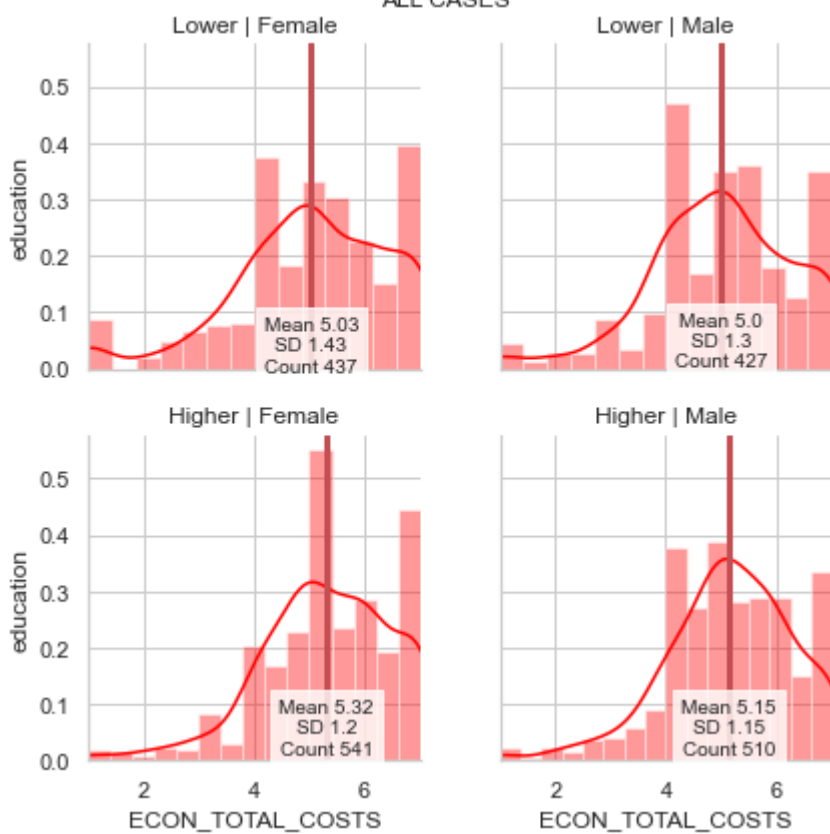 ALL CASES
Lower | Female
Lower | Male
0.5
0.4
0.3
0.2
0.1
0.0
education
Mean 5.03
SD 1.43
Count 437
Mean 5.0
SD 1.3
Count 427
Higher | Female
Higher | Male
0.5
0.4
0.3
0.2
0.1
0.0
education
Mean 5.32
SD 1.2
Count 541
Mean 5.15
SD 1.15
Count 510
2 4 6
2 4 6
ECON_TOTAL_COSTS
ECON_TOTAL_COSTS